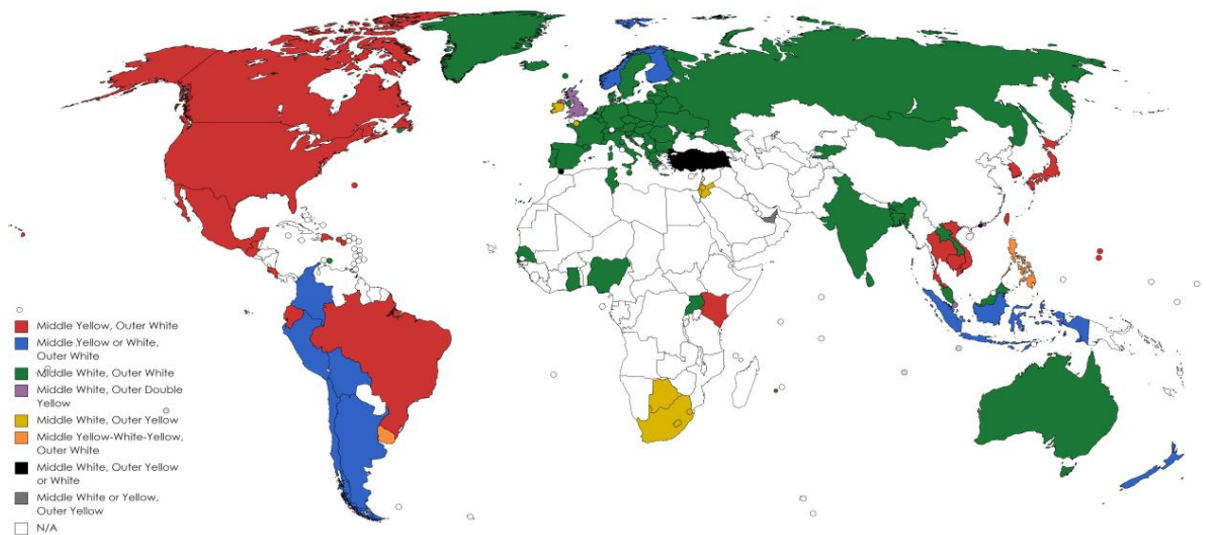 Middle Yellow, Outer White
Middle Yellow or White,
Outer White
Middle White, Outer White
Middle White, Outer Double
Yellow
Middle White, Outer Yellow
Middle Yellow-White-Yellow,
Outer White
Middle White, Outer Yellow
or White
Middle White or Yellow,
Outer Yellow
N/A